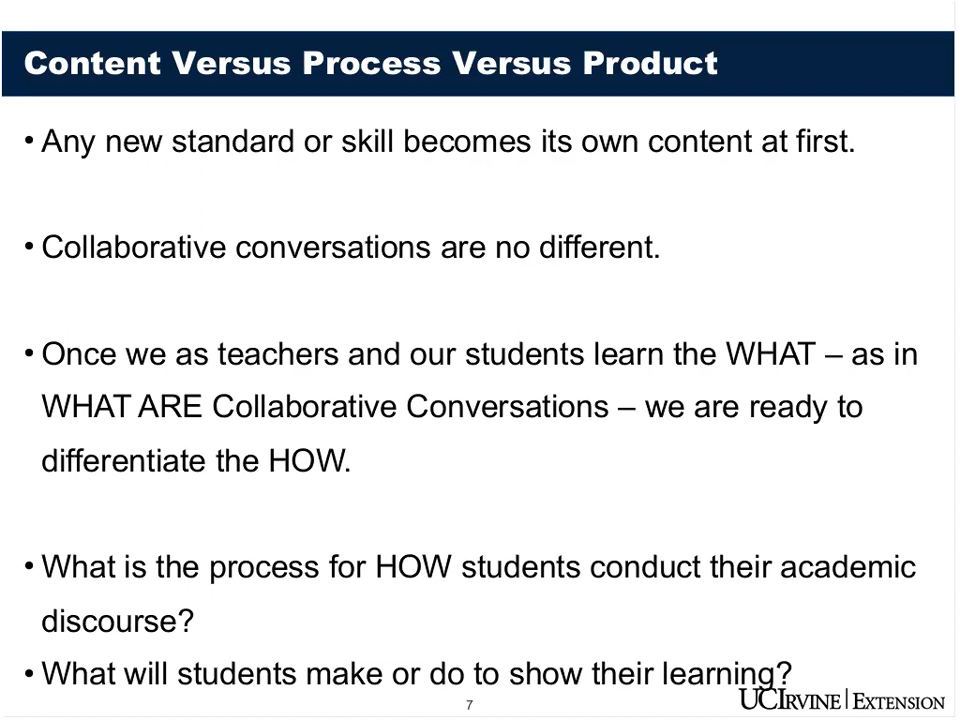 Content Versus Process Versus Product
• Any new standard or skill becomes its own content at first.
• Collaborative conversations are no different.
• Once we as teachers and our students learn the WHAT – as in
WHAT ARE Collaborative Conversations – we are ready to
differentiate the HOW.
• What is the process for HOW students conduct their academic
discourse?
• What will students make or do to show their learning?
7
UCIRVINE | EXTENSION